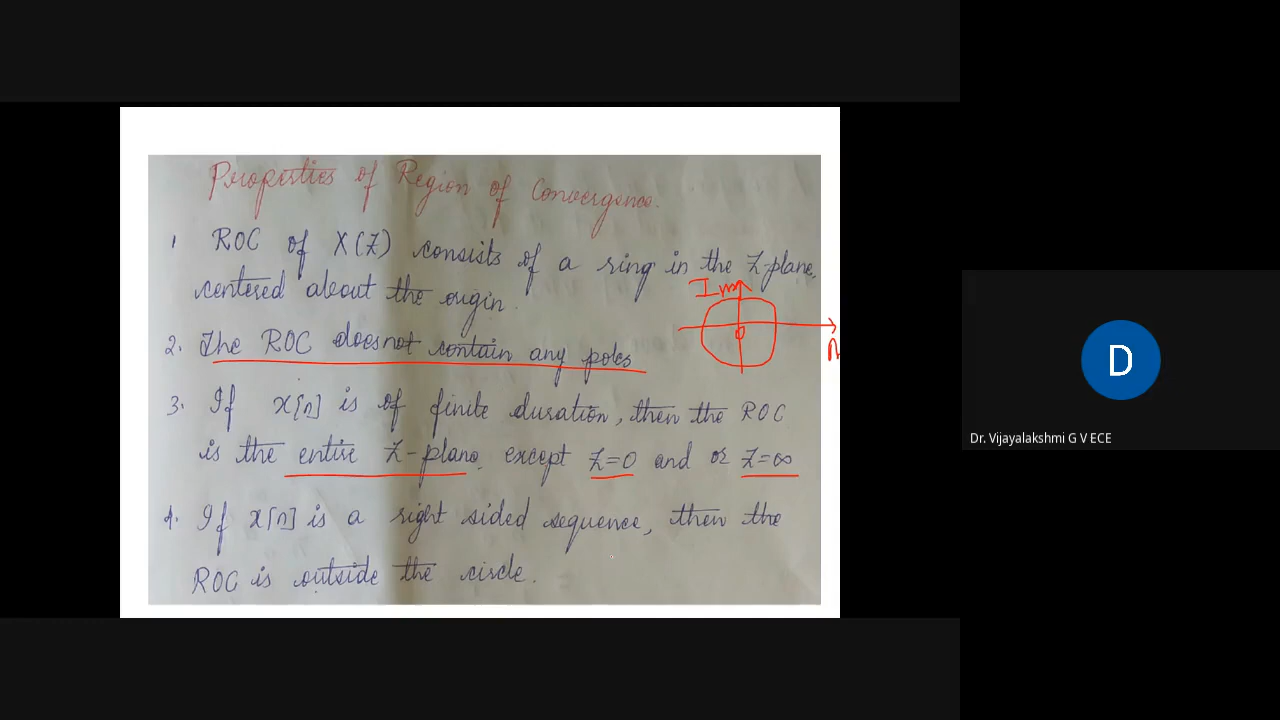 Properties of Region of Convergence.
1 ROC of X(Z) consists of a ring in the Z-plane,
centered about the origin.
Im
2. The ROC doesnot contain any poles
3. If x[n] is of finite duration, then the ROC
is the entire Z-plane, except Z=0 and or Z=∞
4. If x[n] is a right sided sequence, then the
ROC is outside the circle.
D
Dr. Vijayalakshmi G V ECE